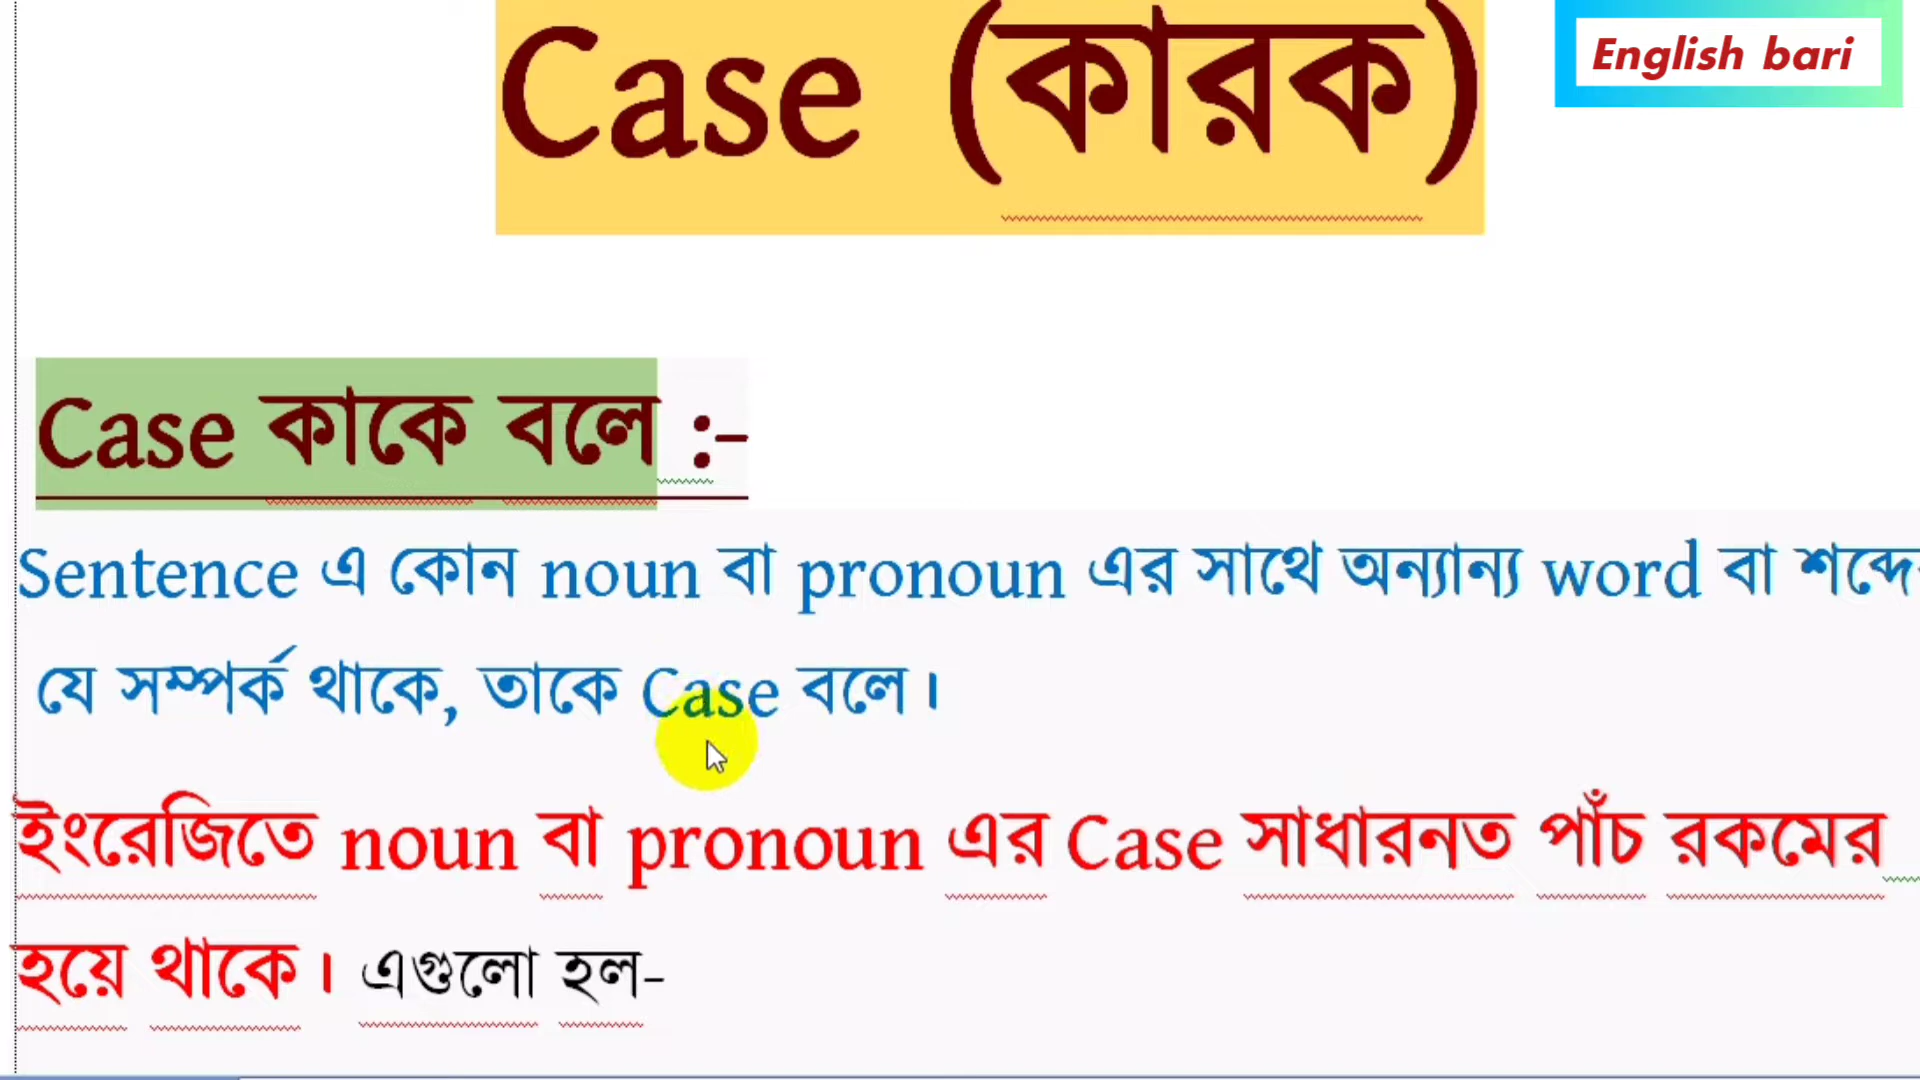 Case (কারক)
English bari
Case কাকে বলে :-
Sentence এ কোন noun বা pronoun এর সাথে অন্যান্য word বা
যে সম্পর্ক থাকে, তাকে Case বলে।
ইংরেজিতে noun বা pronoun এর Case সাধারনত পাঁচ রকমের
হয়ে থাকে। এগুলো হল-